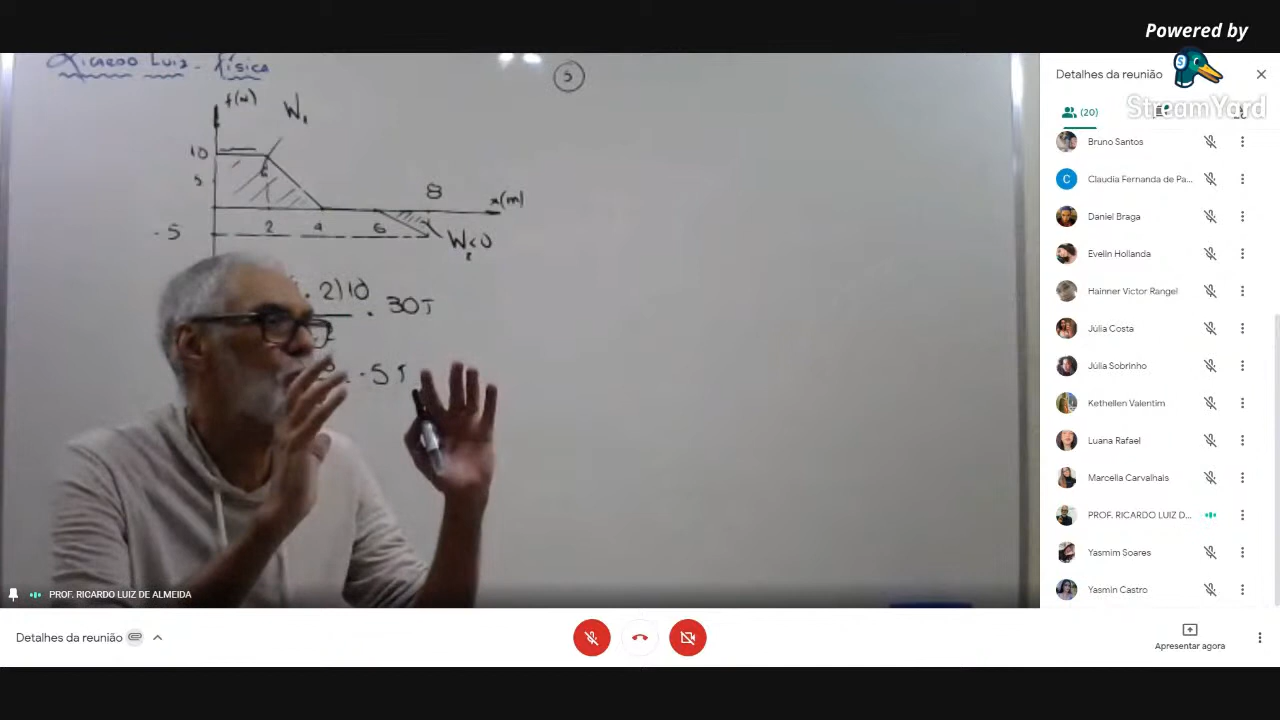 Powered by
StreamYard
Ricardo Luiz - Física
5
f(N)
W1
10
5
8
x(m)
2
4
6
-5
W2<0
2)10
2
30J
-5J
PROF. RICARDO LUIZ DE ALMEIDA
Detalhes da reunião
(20)
Bruno Santos
Claudia Fernanda de Pa...
Daniel Braga
Evelin Hollanda
Hainner Victor Rangel
Júlia Costa
Júlia Sobrinho
Kethellen Valentim
Luana Rafael
Marcella Carvalhais
PROF. RICARDO LUIZ D...
Yasmim Soares
Yasmin Castro
Detalhes da reunião
Apresentar agora